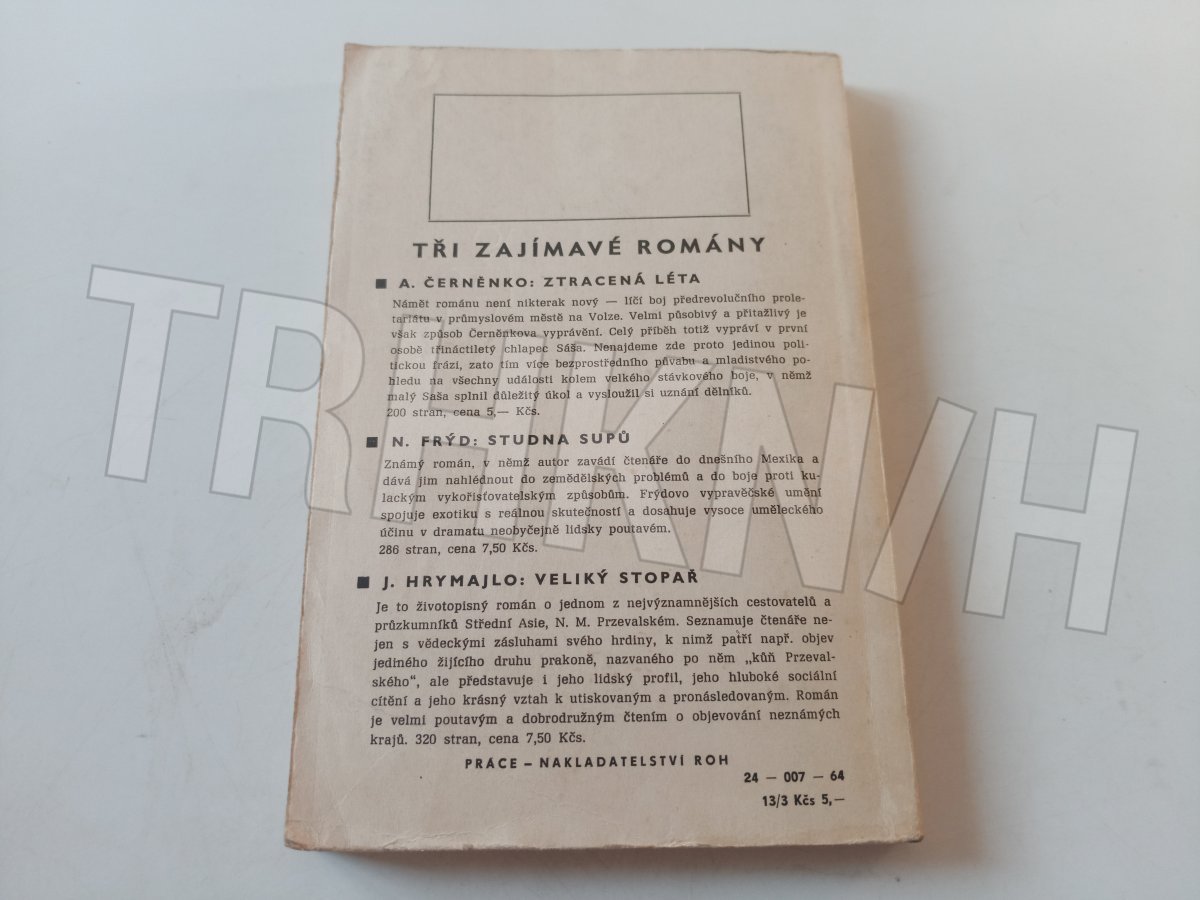 TŘI ZAJÍMAVÉ ROMÁNY
■ A. ČERNĚNKO: ZTRACENÁ LÉTA
Námět románu není nikterak nový — líčí boj předrevolučního prole-
tariátu v průmyslovém městě na Volze. Velmi působivý a přitažlivý je
však způsob Černěnkova vyprávění. Celý příběh totiž vypráví v první
osobě třináctiletý chlapec Sáša. Nenajdeme zde proto jedinou poli-
tickou frázi, zato tím více bezprostředního půvabu a mladistvého po-
hledu na všechny události kolem velkého stávkového boje, v němž
malý Saša splnil důležitý úkol a vysloužil si uznání dělníků.
200 stran, cena 5,— Kčs.
■ N. FRÝD: STUDNA SUPŮ
Známý román, v němž autor zavádí čtenáře do dnešního Mexika a
dává jim nahlédnout do zemědělských problémů a do boje proti ku-
lackým vykořisťovatelským způsobům. Frýdovo vypravěčské umění
spojuje exotiku s reálnou skutečností a dosahuje vysoce uměleckého
účinu v dramatu neobyčejně lidsky poutavém.
286 stran, cena 7,50 Kčs.
■ J. HRYMAJLO: VELIKÝ STOPAŘ
Je to životopisný román o jednom z nejvýznamnějších cestovatelů a
průzkumníků Střední Asie, N. M. Przevalském. Seznamuje čtenáře ne-
jen s vědeckými zásluhami svého hrdiny, k nimž patří např. objev
jediného žijícího druhu prakoně, nazvaného po něm „kůň Przeval-
ského“, ale představuje i jeho lidský profil, jeho hluboké sociální
cítění a jeho krásný vztah k utiskovaným a pronásledovaným. Román
je velmi poutavým a dobrodružným čtením o objevování neznámých
krajů. 320 stran, cena 7,50 Kčs.
PRÁCE – NAKLADATELSTVÍ ROH
24 — 007 — 64
13/3 Kčs 5,—
TRHKNIH